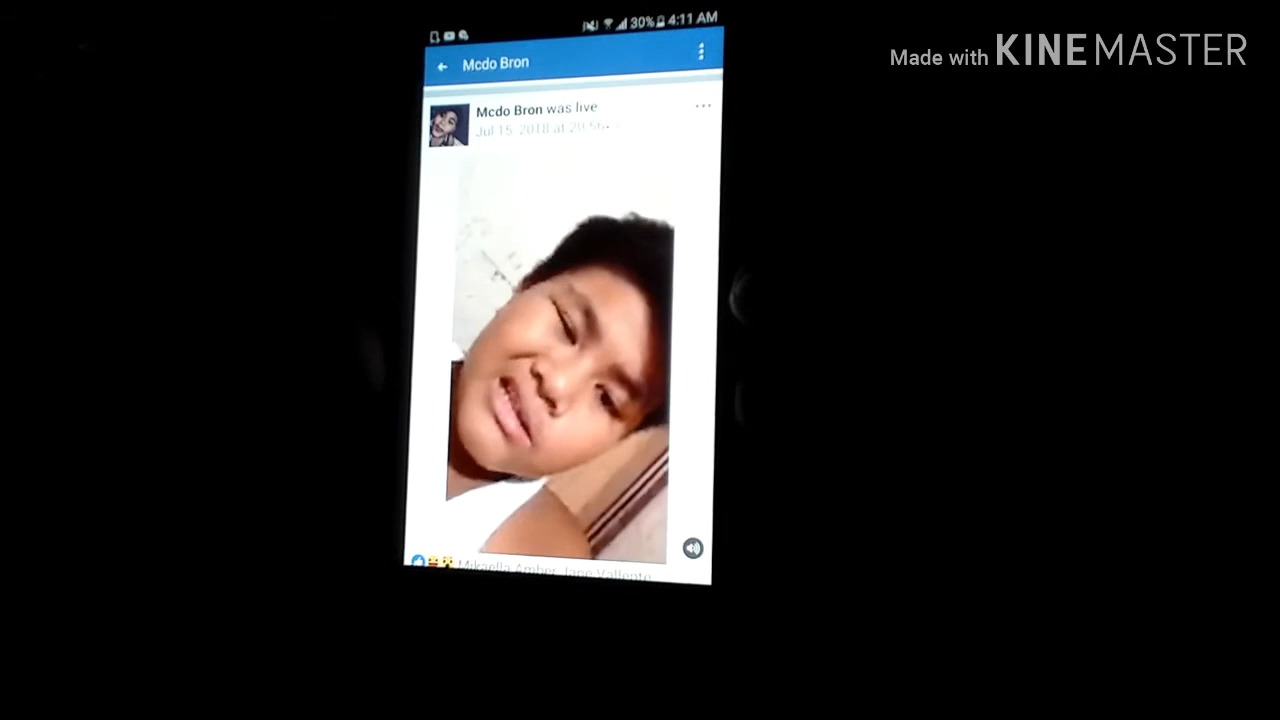 30% 4:11 AM
Made with KINEMASTER
Mcdo Bron
Mcdo Bron was live
Jul 15, 2018 at 20:56
Mikaella Amber, Jane Vallente